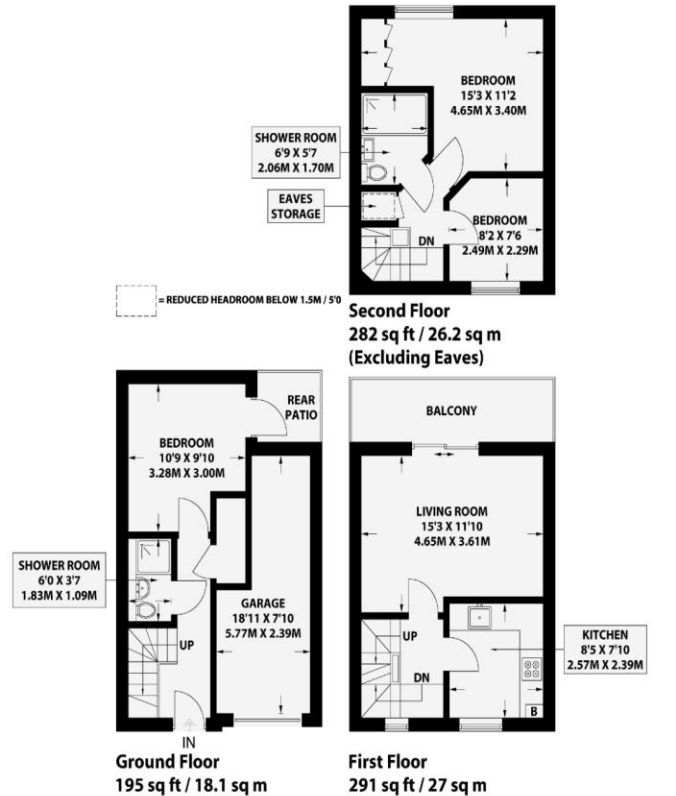 BEDROOM
15'3 X 11'2
4.65M X 3.40M
SHOWER ROOM
6'9 X 5'7
2.06M X 1.70M
EAVES
STORAGE
BEDROOM
8'2 X 7'6
2.49M X 2.29M
DN
= REDUCED HEADROOM BELOW 1.5M / 5'0
Second Floor
282 sq ft / 26.2 sq m
(Excluding Eaves)
REAR
PATIO
BEDROOM
10'9 X 9'10
3.28M X 3.00M
SHOWER ROOM
6'0 X 3'7
1.83M X 1.09M
GARAGE
18'11 X 7'10
5.77M X 2.39M
UP
IN
Ground Floor
195 sq ft / 18.1 sq m
BALCONY
LIVING ROOM
15'3 X 11'10
4.65M X 3.61M
UP
DN
KITCHEN
8'5 X 7'10
2.57M X 2.39M
B
First Floor
291 sq ft / 27 sq m